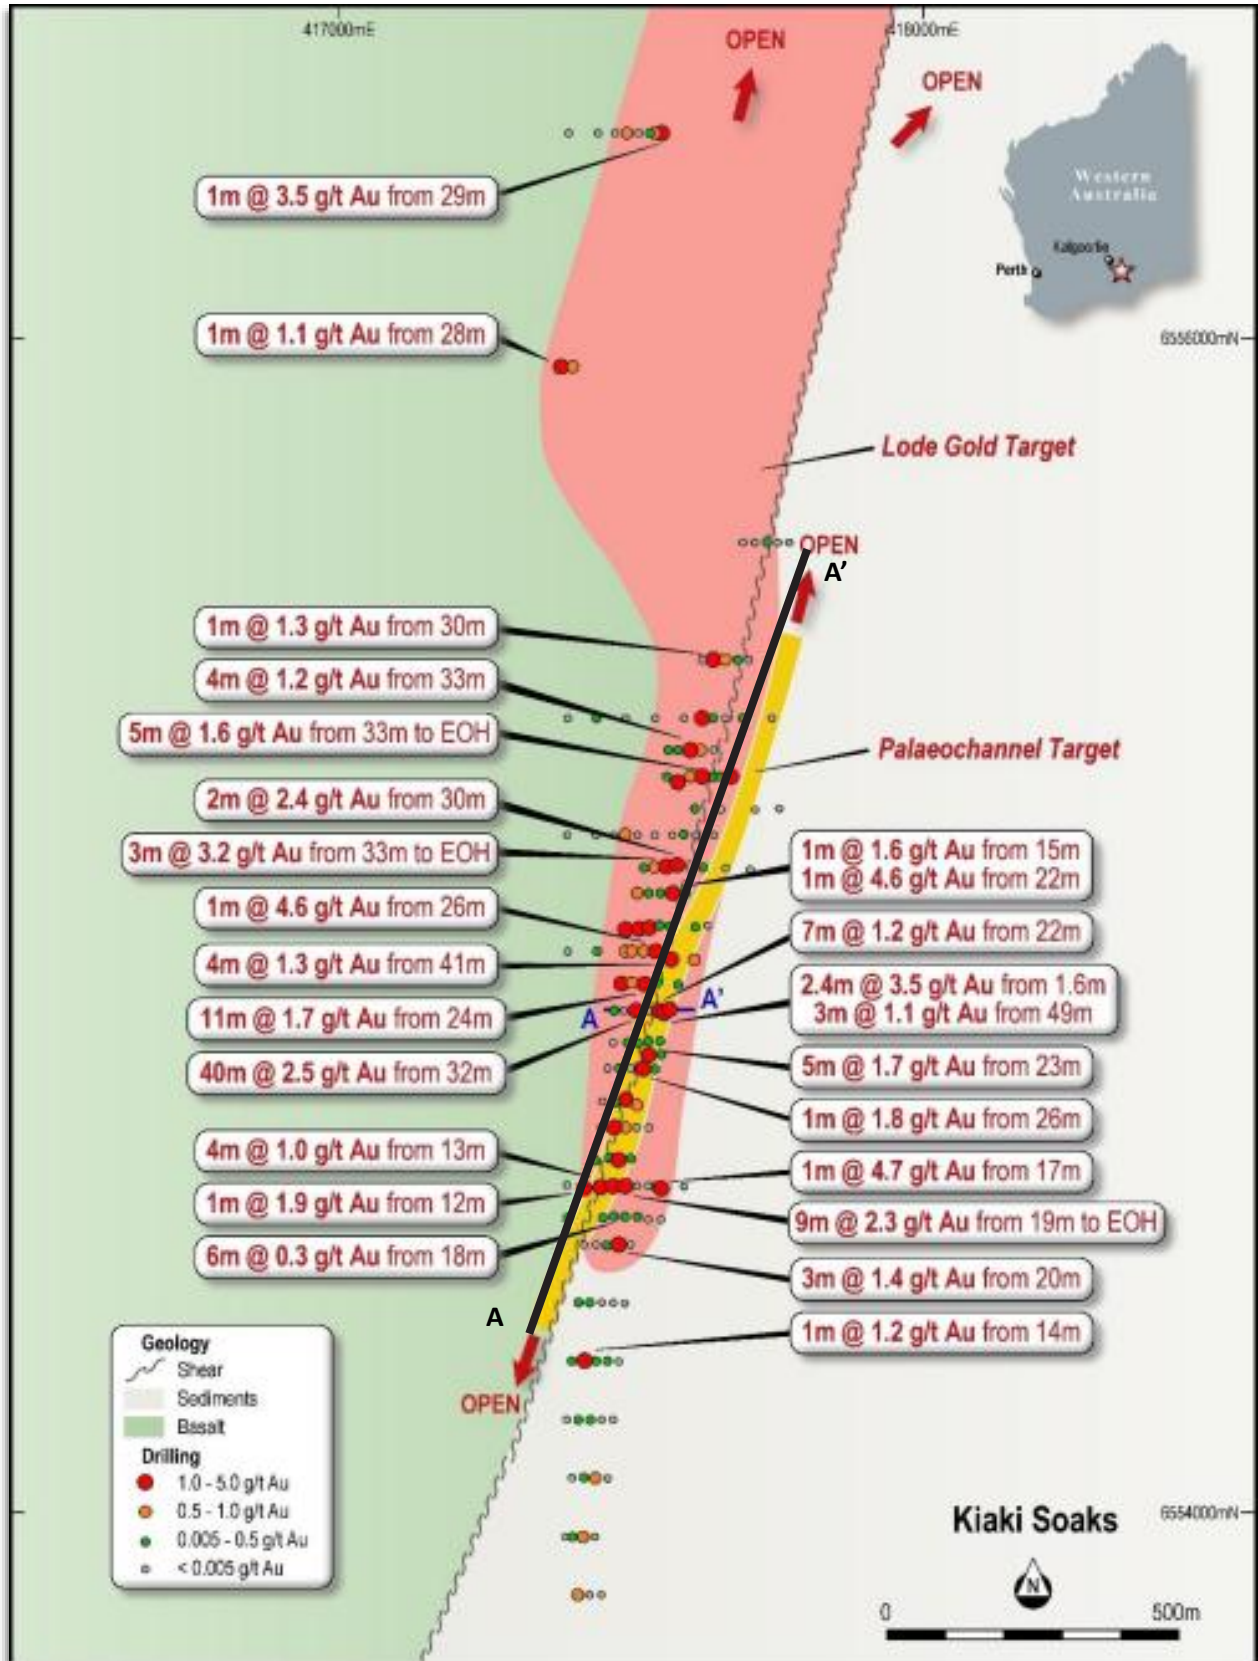 417000mE
418000mE
OPEN
OPEN
Western
Australia
Kalgoorlie
Perth
1m @ 3.5 g/t Au from 29m
1m @ 1.1 g/t Au from 28m
6556000mN
Lode Gold Target
OPEN
A'
1m @ 1.3 g/t Au from 30m
4m @ 1.2 g/t Au from 33m
5m @ 1.6 g/t Au from 33m to EOH
Palaeochannel Target
2m @ 2.4 g/t Au from 30m
3m @ 3.2 g/t Au from 33m to EOH
1m @ 1.6 g/t Au from 15m
1m @ 4.6 g/t Au from 22m
1m @ 4.6 g/t Au from 26m
7m @ 1.2 g/t Au from 22m
4m @ 1.3 g/t Au from 41m
2.4m @ 3.5 g/t Au from 1.6m
3m @ 1.1 g/t Au from 49m
A
A'
11m @ 1.7 g/t Au from 24m
40m @ 2.5 g/t Au from 32m
5m @ 1.7 g/t Au from 23m
1m @ 1.8 g/t Au from 26m
4m @ 1.0 g/t Au from 13m
1m @ 4.7 g/t Au from 17m
1m @ 1.9 g/t Au from 12m
9m @ 2.3 g/t Au from 19m to EOH
6m @ 0.3 g/t Au from 18m
3m @ 1.4 g/t Au from 20m
A
1m @ 1.2 g/t Au from 14m
OPEN
Geology
Shear
Sediments
Basalt
Drilling
1.0 - 5.0 g/t Au
0.5 - 1.0 g/t Au
0.005 - 0.5 g/t Au
< 0.005 g/t Au
Kiaki Soaks
6554000mN
N
0
500m